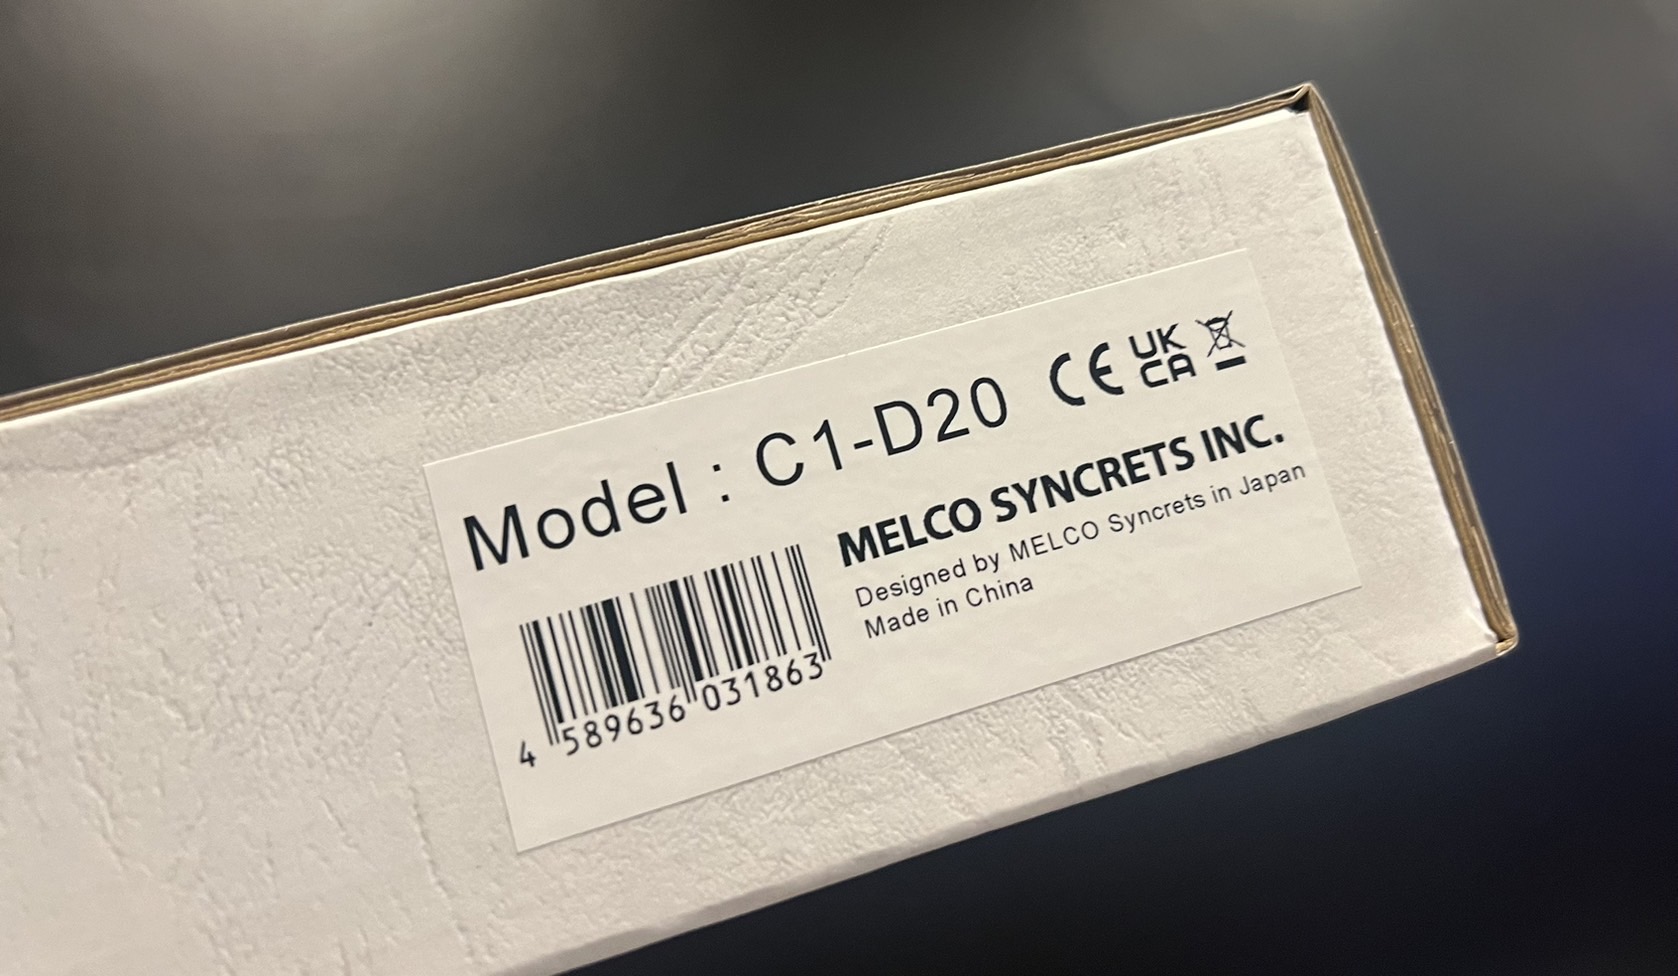 Model : C1-D20 CE UK CA
MELCO SYNCRETS INC.
Designed by MELCO Syncrets in Japan
Made in China
4 589636 031863